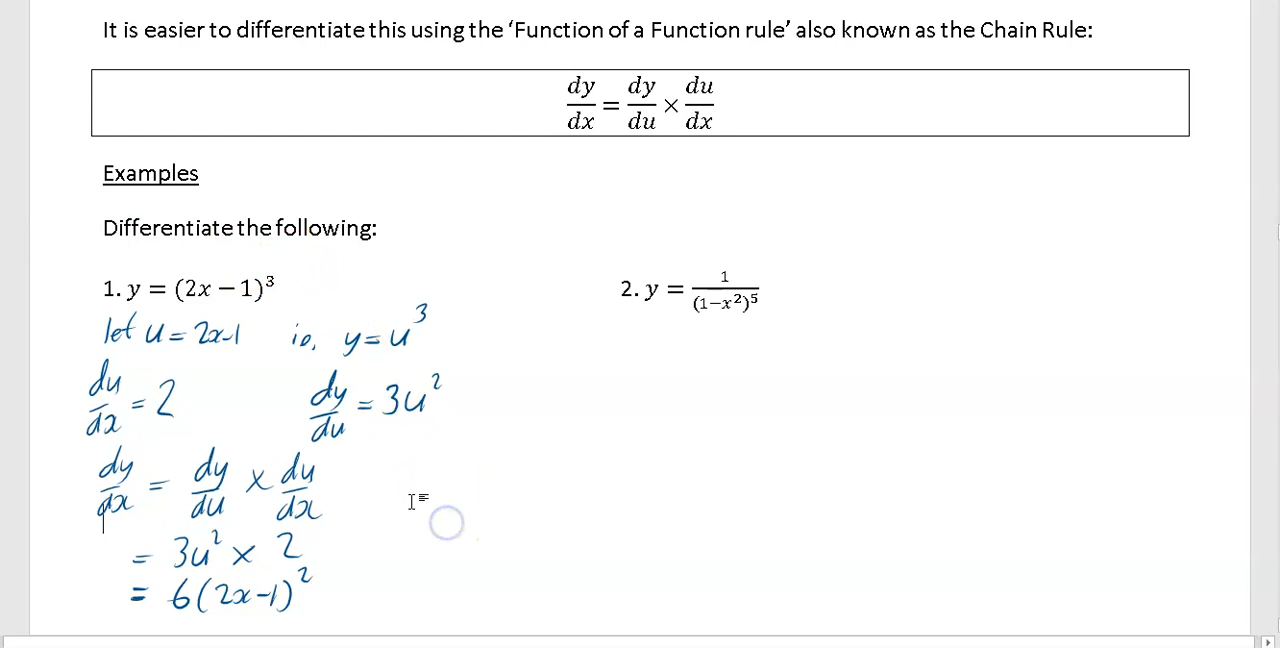 It is easier to differentiate this using the ‘Function of a Function rule’ also known as the Chain Rule:
dy/dx = dy/du × du/dx
Examples
Differentiate the following:
1. y = (2x − 1)³
2. y = 1/(1−x²)⁵
let u = 2x-1 ie, y = u³
du/dx = 2 dy/du = 3u²
dy/dx = dy/du × du/dx
= 3u² × 2
= 6(2x-1)²